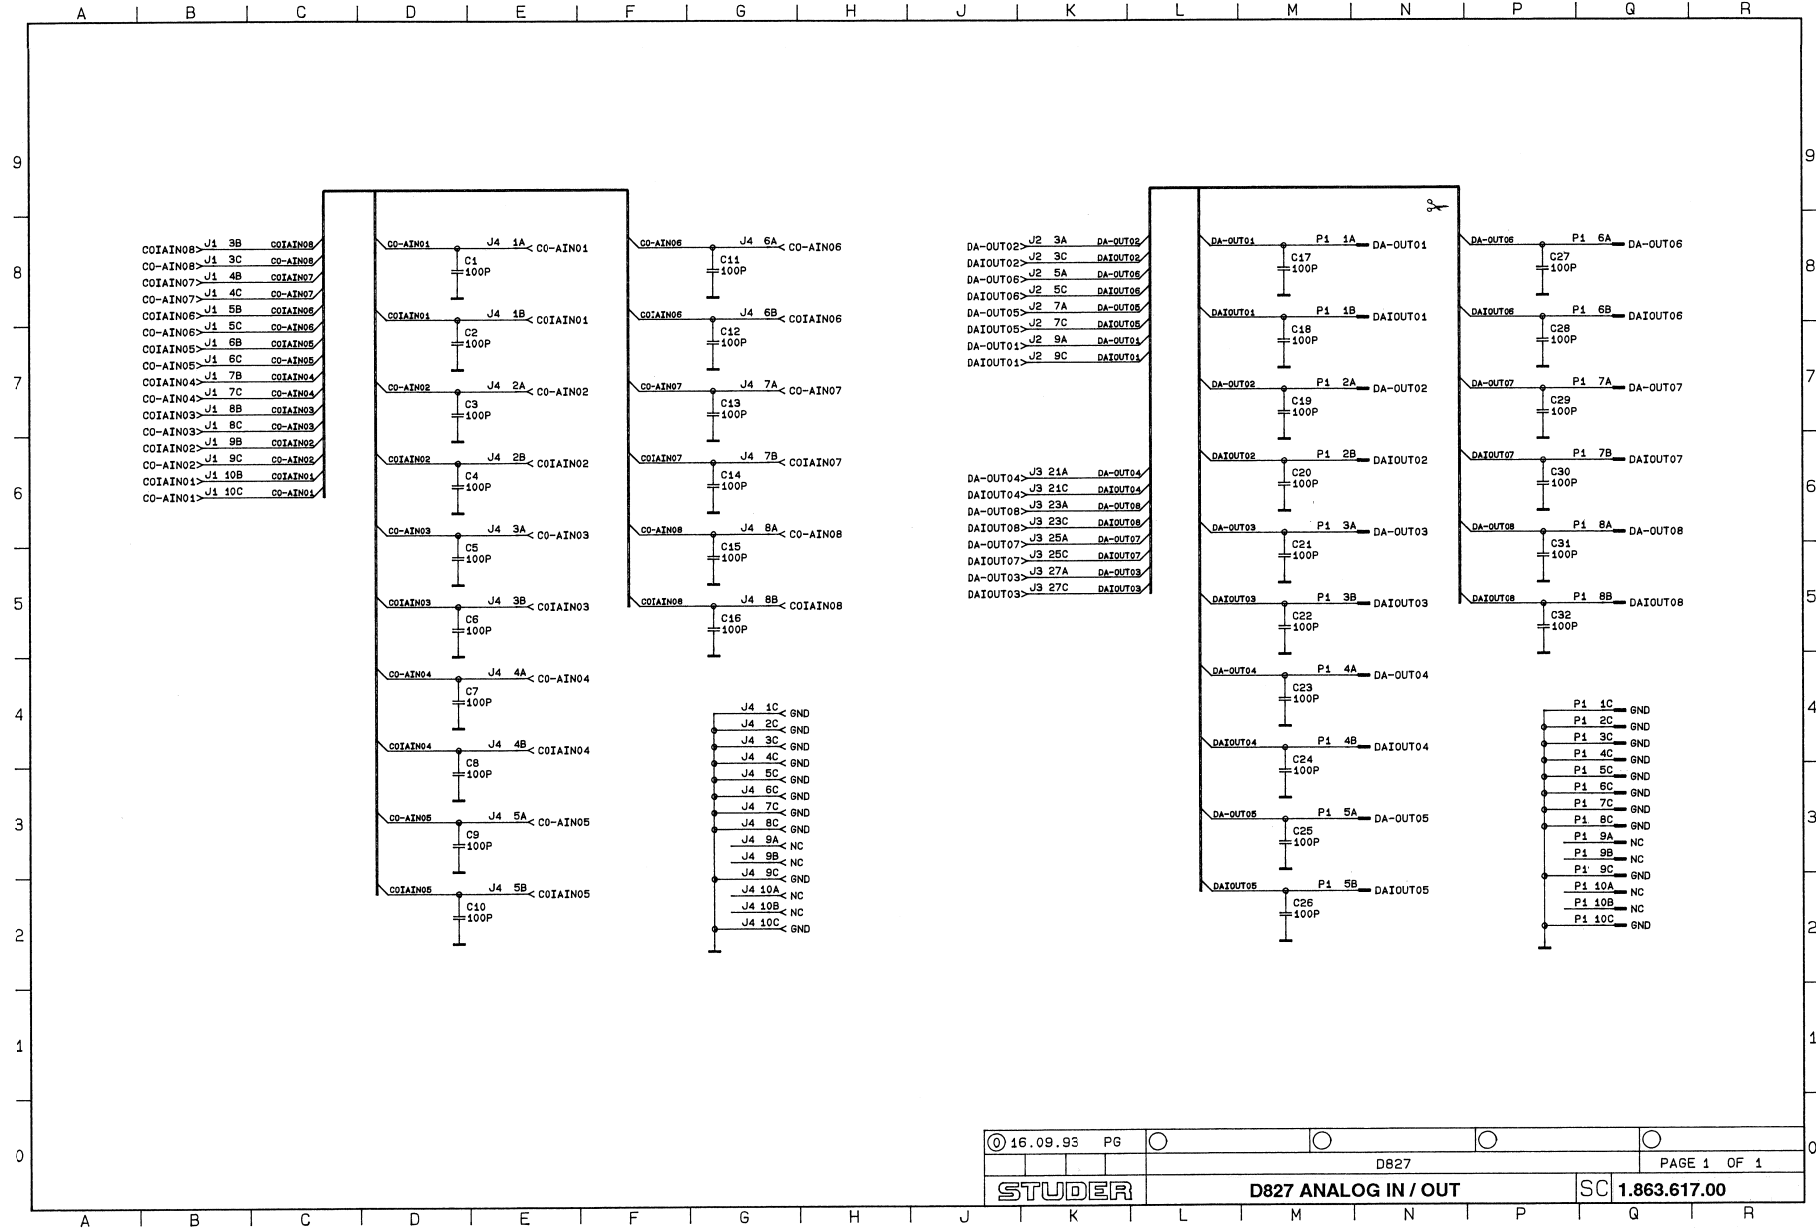 A B C D E F G H J K L M N P Q R
9 9
8 8
7 7
6 6
5 5
4 4
3 3
2 2
1 1
0 0
COIAIN08 J1 3B COIAIN08
CO-AIN08 J1 3C CO-AIN08
COIAIN07 J1 4B COIAIN07
CO-AIN07 J1 4C CO-AIN07
COIAIN06 J1 5B COIAIN06
CO-AIN06 J1 5C CO-AIN06
COIAIN05 J1 6B COIAIN05
CO-AIN05 J1 6C CO-AIN05
COIAIN04 J1 7B COIAIN04
CO-AIN04 J1 7C CO-AIN04
COIAIN03 J1 8B COIAIN03
CO-AIN03 J1 8C CO-AIN03
COIAIN02 J1 9B COIAIN02
CO-AIN02 J1 9C CO-AIN02
COIAIN01 J1 10B COIAIN01
CO-AIN01 J1 10C CO-AIN01
CO-AIN01 J4 1A CO-AIN01
C1
100P
COIAIN01 J4 1B COIAIN01
C2
100P
CO-AIN02 J4 2A CO-AIN02
C3
100P
COIAIN02 J4 2B COIAIN02
C4
100P
CO-AIN03 J4 3A CO-AIN03
C5
100P
COIAIN03 J4 3B COIAIN03
C6
100P
CO-AIN04 J4 4A CO-AIN04
C7
100P
COIAIN04 J4 4B COIAIN04
C8
100P
CO-AIN05 J4 5A CO-AIN05
C9
100P
COIAIN05 J4 5B COIAIN05
C10
100P
CO-AIN06 J4 6A CO-AIN06
C11
100P
COIAIN06 J4 6B COIAIN06
C12
100P
CO-AIN07 J4 7A CO-AIN07
C13
100P
COIAIN07 J4 7B COIAIN07
C14
100P
CO-AIN08 J4 8A CO-AIN08
C15
100P
COIAIN08 J4 8B COIAIN08
C16
100P
J4 1C GND
J4 2C GND
J4 3C GND
J4 4C GND
J4 5C GND
J4 6C GND
J4 7C GND
J4 8C GND
J4 9A NC
J4 9B NC
J4 9C GND
J4 10A NC
J4 10B NC
J4 10C GND
DA-OUT02 J2 3A DA-OUT02
DAIOUT02 J2 3C DAIOUT02
DA-OUT06 J2 5A DA-OUT06
DAIOUT06 J2 5C DAIOUT06
DA-OUT05 J2 7A DA-OUT05
DAIOUT05 J2 7C DAIOUT05
DA-OUT01 J2 9A DA-OUT01
DAIOUT01 J2 9C DAIOUT01
DA-OUT04 J3 21A DA-OUT04
DAIOUT04 J3 21C DAIOUT04
DA-OUT08 J3 23A DA-OUT08
DAIOUT08 J3 23C DAIOUT08
DA-OUT07 J3 25A DA-OUT07
DAIOUT07 J3 25C DAIOUT07
DA-OUT03 J3 27A DA-OUT03
DAIOUT03 J3 27C DAIOUT03
DA-OUT01 P1 1A DA-OUT01
C17
100P
DAIOUT01 P1 1B DAIOUT01
C18
100P
DA-OUT02 P1 2A DA-OUT02
C19
100P
DAIOUT02 P1 2B DAIOUT02
C20
100P
DA-OUT03 P1 3A DA-OUT03
C21
100P
DAIOUT03 P1 3B DAIOUT03
C22
100P
DA-OUT04 P1 4A DA-OUT04
C23
100P
DAIOUT04 P1 4B DAIOUT04
C24
100P
DA-OUT05 P1 5A DA-OUT05
C25
100P
DAIOUT05 P1 5B DAIOUT05
C26
100P
DA-OUT06 P1 6A DA-OUT06
C27
100P
DAIOUT06 P1 6B DAIOUT06
C28
100P
DA-OUT07 P1 7A DA-OUT07
C29
100P
DAIOUT07 P1 7B DAIOUT07
C30
100P
DA-OUT08 P1 8A DA-OUT08
C31
100P
DAIOUT08 P1 8B DAIOUT08
C32
100P
P1 1C GND
P1 2C GND
P1 3C GND
P1 4C GND
P1 5C GND
P1 6C GND
P1 7C GND
P1 8C GND
P1 9A NC
P1 9B NC
P1 9C GND
P1 10A NC
P1 10B NC
P1 10C GND
0 16.09.93 PG
D827 PAGE 1 OF 1
STUDER D827 ANALOG IN / OUT SC 1.863.617.00
A B C D E F G H J K L M N P Q R